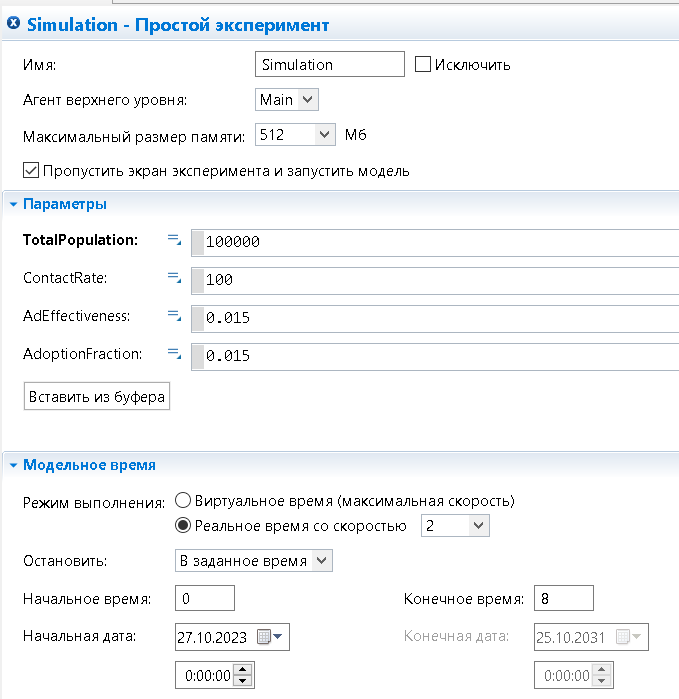 Simulation - Простой эксперимент
Имя: Simulation Исключить
Агент верхнего уровня: Main
Максимальный размер памяти: 512 Мб
Пропустить экран эксперимента и запустить модель
Параметры
TotalPopulation: 100000
ContactRate: 100
AdEffectiveness: 0.015
AdoptionFraction: 0.015
Вставить из буфера
Модельное время
Режим выполнения: Виртуальное время (максимальная скорость)
Реальное время со скоростью 2
Остановить: В заданное время
Начальное время: 0 Конечное время: 8
Начальная дата: 27.10.2023 Конечная дата: 25.10.2031
0:00:00 0:00:00